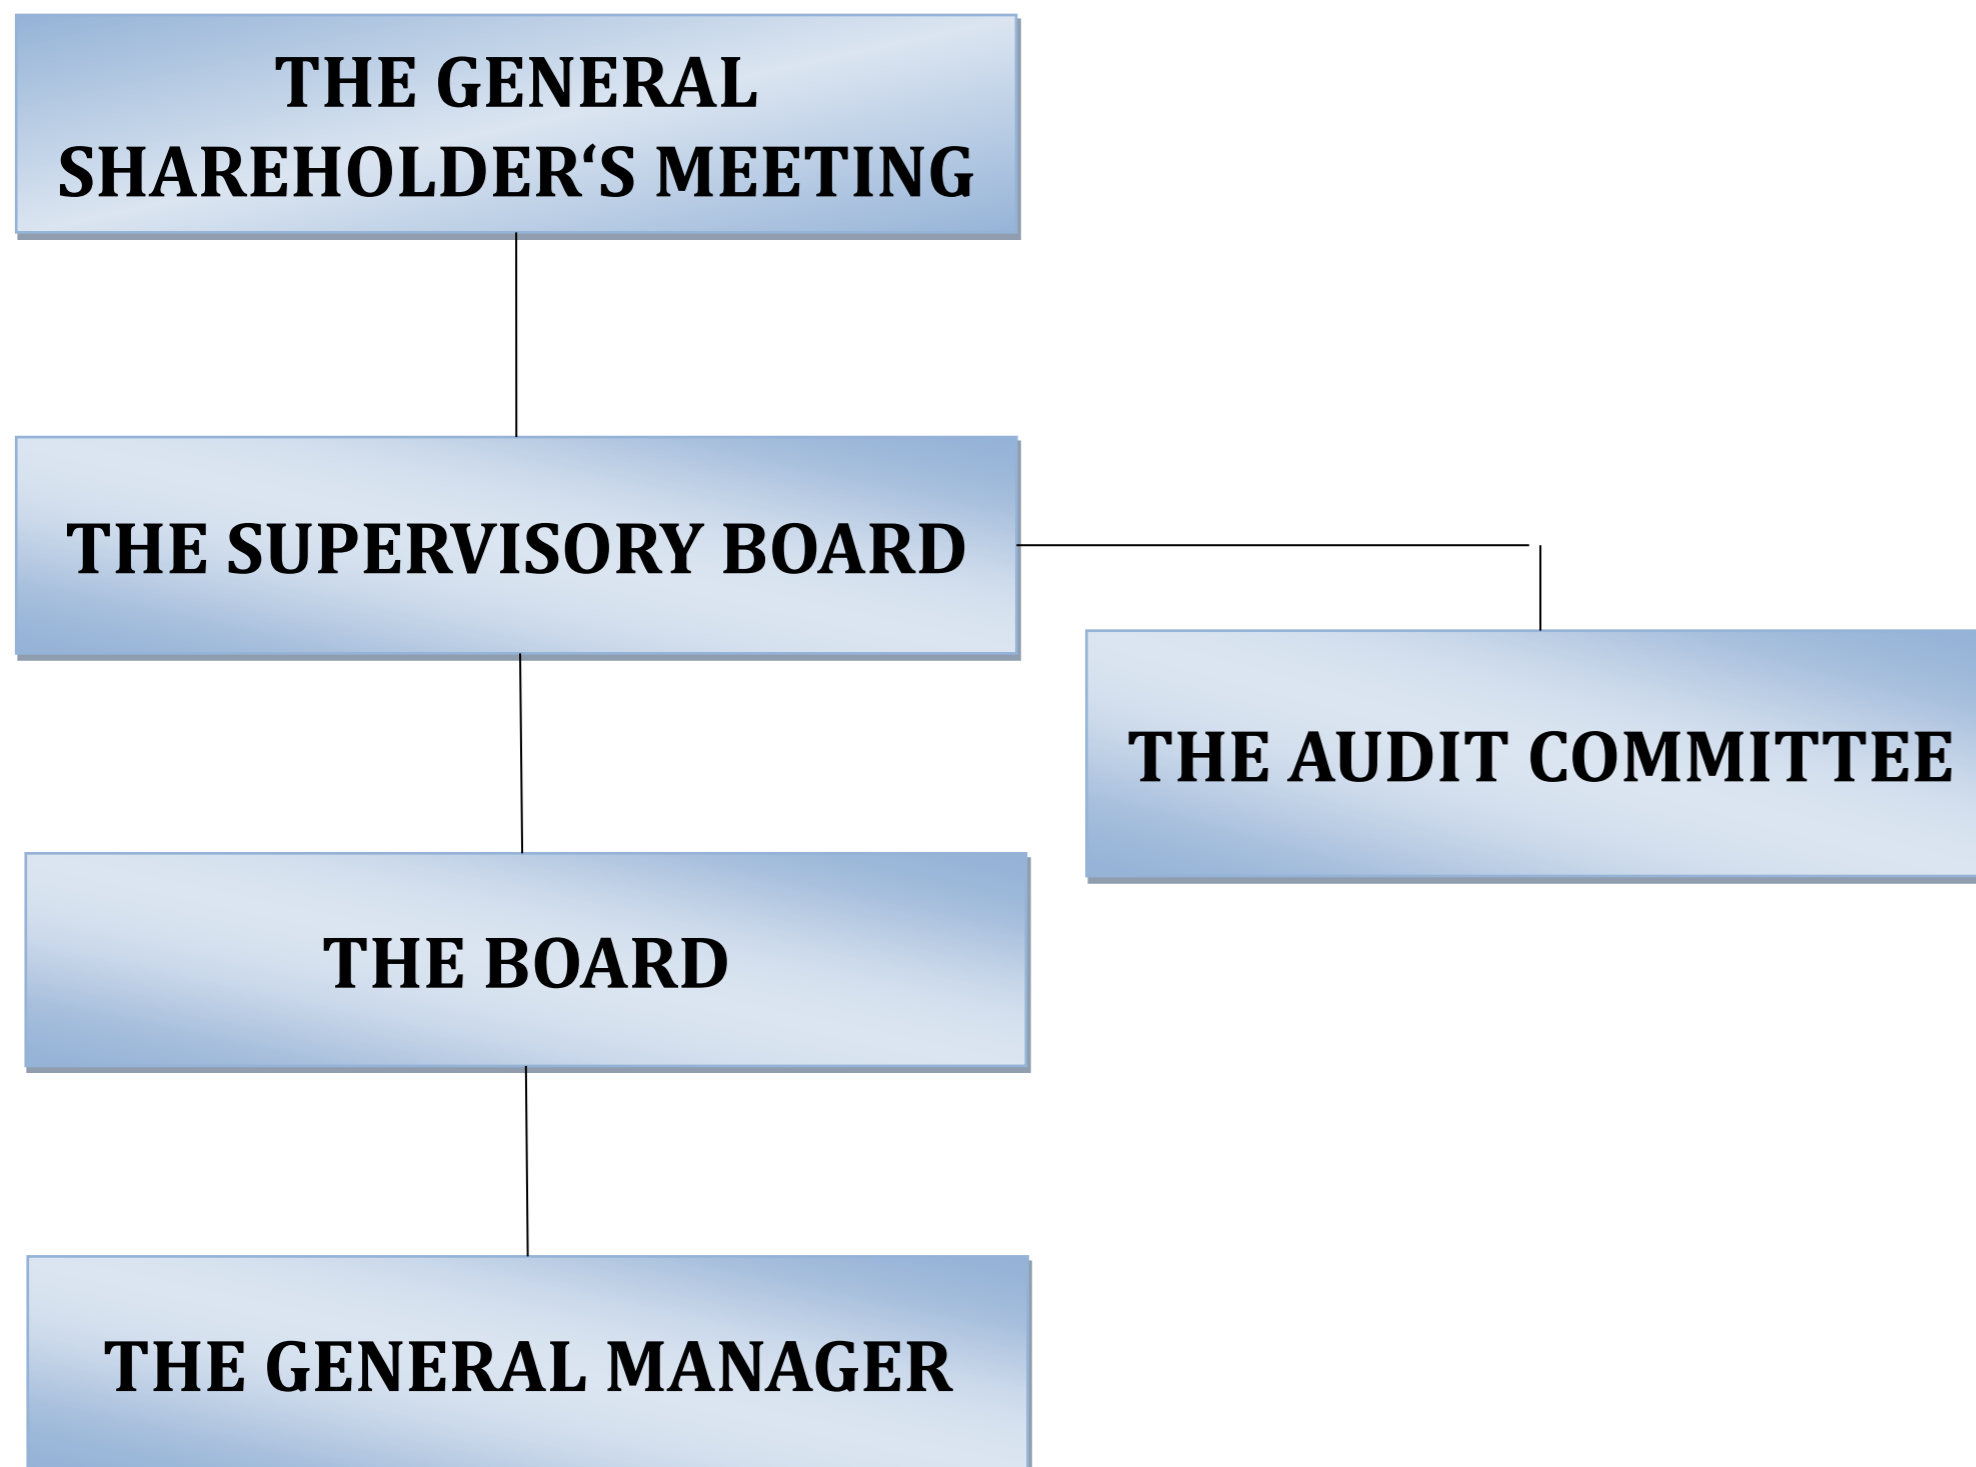 THE GENERAL
SHAREHOLDER‘S MEETING
THE SUPERVISORY BOARD
THE AUDIT COMMITTEE
THE BOARD
THE GENERAL MANAGER